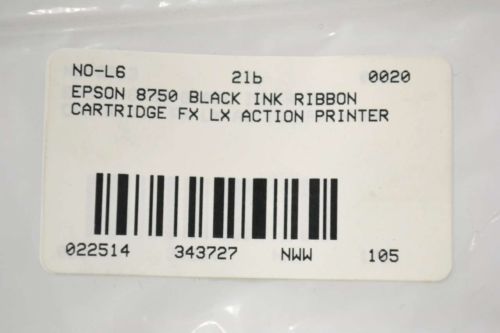 NO-L6 21b 0020
EPSON 8750 BLACK INK RIBBON
CARTRIDGE FX LX ACTION PRINTER
022514 343727 NWW 105